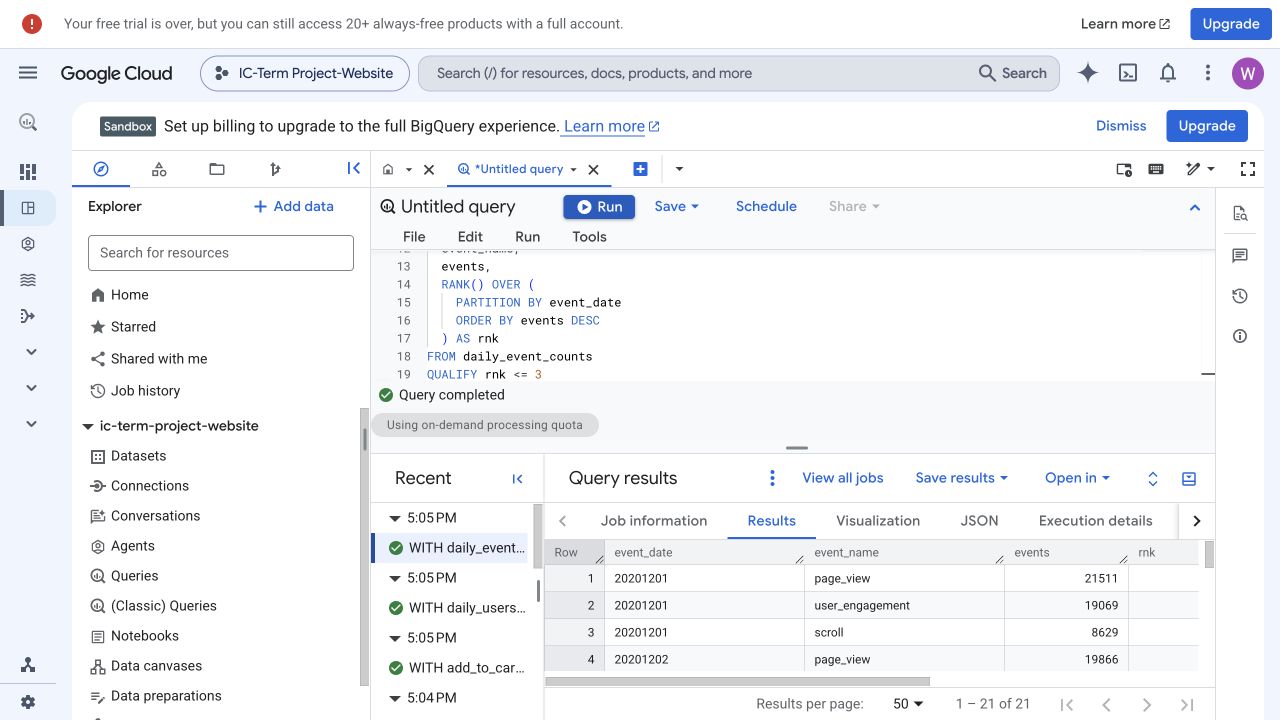 Your free trial is over, but you can still access 20+ always-free products with a full account.
Learn more
Upgrade
Google Cloud
IC-Term Project-Website
Search (/) for resources, docs, products, and more
Search
W
Sandbox Set up billing to upgrade to the full BigQuery experience. Learn more
Dismiss
Upgrade
*Untitled query
Explorer
Add data
Search for resources
Home
Starred
Shared with me
Job history
ic-term-project-website
Datasets
Connections
Conversations
Agents
Queries
(Classic) Queries
Notebooks
Data canvases
Data preparations
Untitled query
Run
Save
Schedule
Share
File Edit Run Tools
12 event_name,
13 events,
14 RANK() OVER (
15 PARTITION BY event_date
16 ORDER BY events DESC
17 ) AS rnk
18 FROM daily_event_counts
19 QUALIFY rnk <= 3
Query completed
Using on-demand processing quota
Recent
5:05 PM
WITH daily_event...
5:05 PM
WITH daily_users...
5:05 PM
WITH add_to_car...
5:04 PM
Query results
View all jobs
Save results
Open in
Job information Results Visualization JSON Execution details
Row event_date event_name events rnk
1 20201201 page_view 21511
2 20201201 user_engagement 19069
3 20201201 scroll 8629
4 20201202 page_view 19866
Results per page: 50 1 – 21 of 21